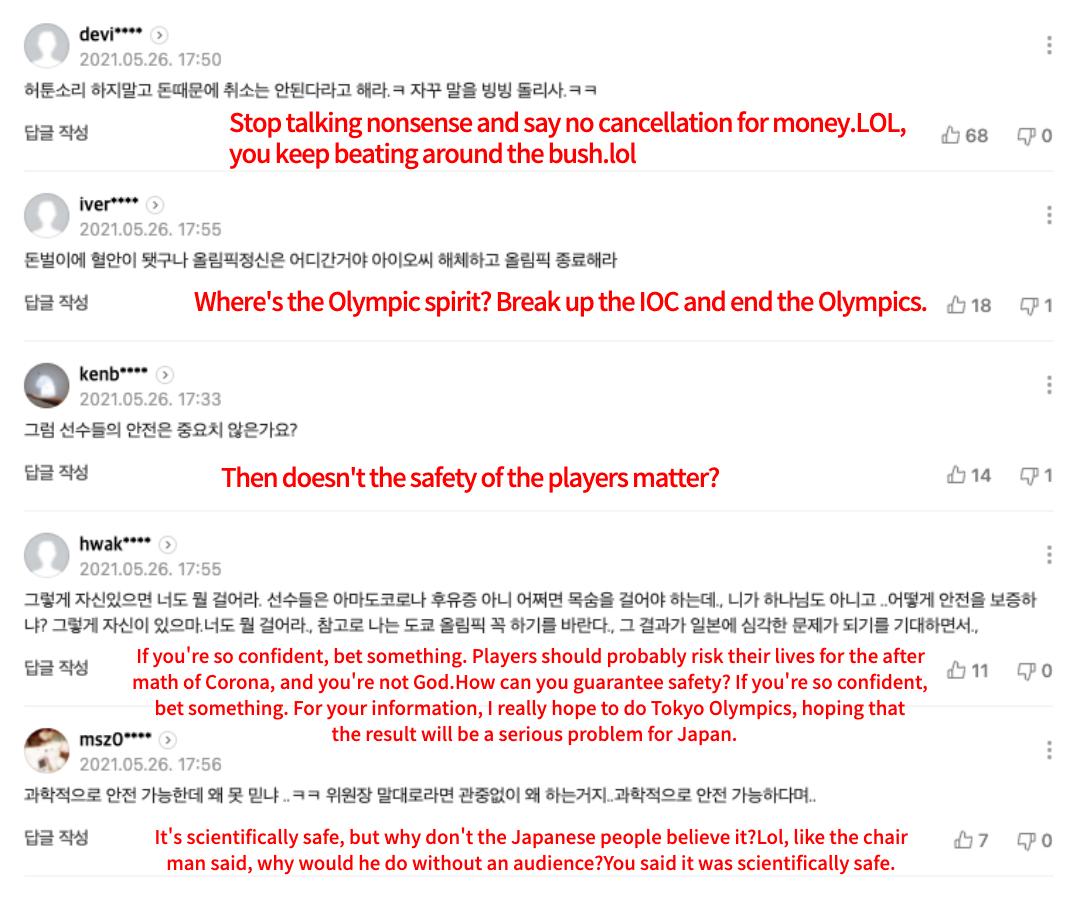 devi****
2021.05.26. 17:50
허튼소리 하지말고 돈때문에 취소는 안된다라고 해라.ㅋ 자꾸 말을 빙빙 돌리사.ㅋㅋ
답글 작성
Stop talking nonsense and say no cancellation for money.LOL,
you keep beating around the bush.lol
68 0
iver****
2021.05.26. 17:55
돈벌이에 혈안이 됏구나 올림픽정신은 어디간거야 아이오씨 해체하고 올림픽 종료해라
답글 작성
Where's the Olympic spirit? Break up the IOC and end the Olympics.
18 1
kenb****
2021.05.26. 17:33
그럼 선수들의 안전은 중요치 않은가요?
답글 작성
Then doesn't the safety of the players matter?
14 1
hwak****
2021.05.26. 17:55
그렇게 자신있으면 너도 뭘 걸어라. 선수들은 아마도코로나 후유증 아니 어쩌면 목숨을 걸어야 하는데., 니가 하나님도 아니고 ..어떻게 안전을 보증하
냐? 그렇게 자신이 있으마.너도 뭘 걸어라., 참고로 나는 도쿄 올림픽 꼭 하기를 바란다., 그 결과가 일본에 심각한 문제가 되기를 기대하면서.,
답글 작성
If you're so confident, bet something. Players should probably risk their lives for the after
math of Corona, and you're not God.How can you guarantee safety? If you're so confident,
bet something. For your information, I really hope to do Tokyo Olympics, hoping that
the result will be a serious problem for Japan.
11 0
msz0****
2021.05.26. 17:56
과학적으로 안전 가능한데 왜 못 믿냐 ..ㅋㅋ 위원장 말대로라면 관중없이 왜 하는거지..과학적으로 안전 가능하다며..
답글 작성
It's scientifically safe, but why don't the Japanese people believe it?Lol, like the chair
man said, why would he do without an audience?You said it was scientifically safe.
7 0